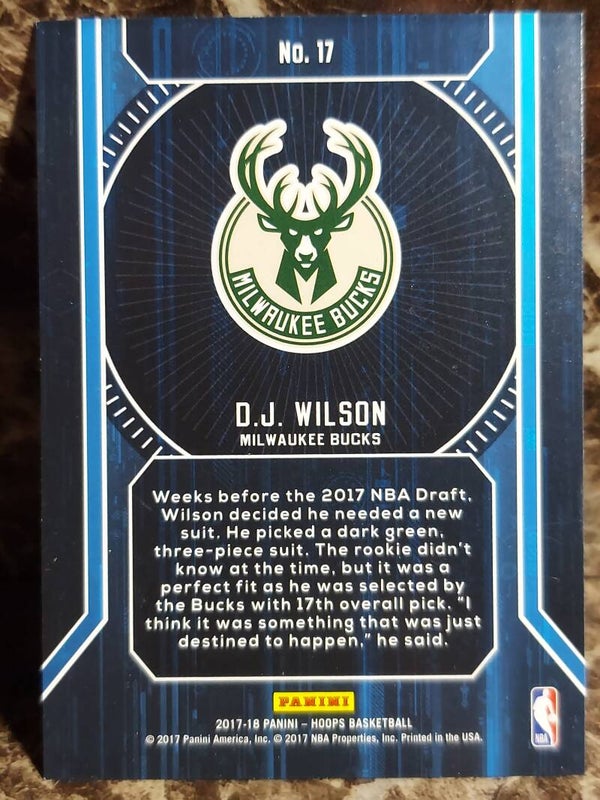 No. 17
MILWAUKEE BUCKS
D.J. WILSON
MILWAUKEE BUCKS
Weeks before the 2017 NBA Draft,
Wilson decided he needed a new
suit. He picked a dark green,
three-piece suit. The rookie didn't
know at the time, but it was a
perfect fit as he was selected by
the Bucks with 17th overall pick. "I
think it was something that was just
destined to happen," he said.
PANINI
2017-18 PANINI – HOOPS BASKETBALL
© 2017 Panini America, Inc. © 2017 NBA Properties, Inc. Printed in the USA.
NBA